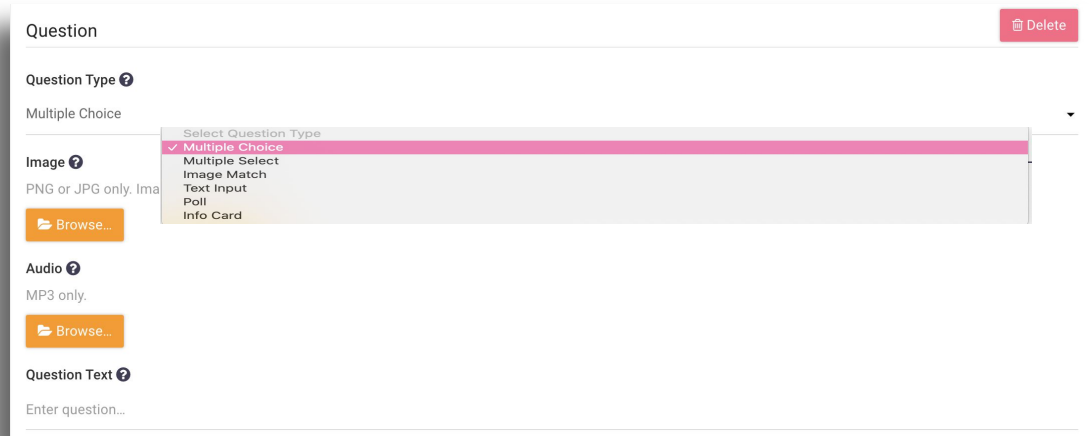 Question
Delete
Question Type
Multiple Choice
Select Question Type
✓ Multiple Choice
Multiple Select
Image Match
Text Input
Poll
Info Card
Image
PNG or JPG only. Ima
Browse...
Audio
MP3 only.
Browse...
Question Text
Enter question...